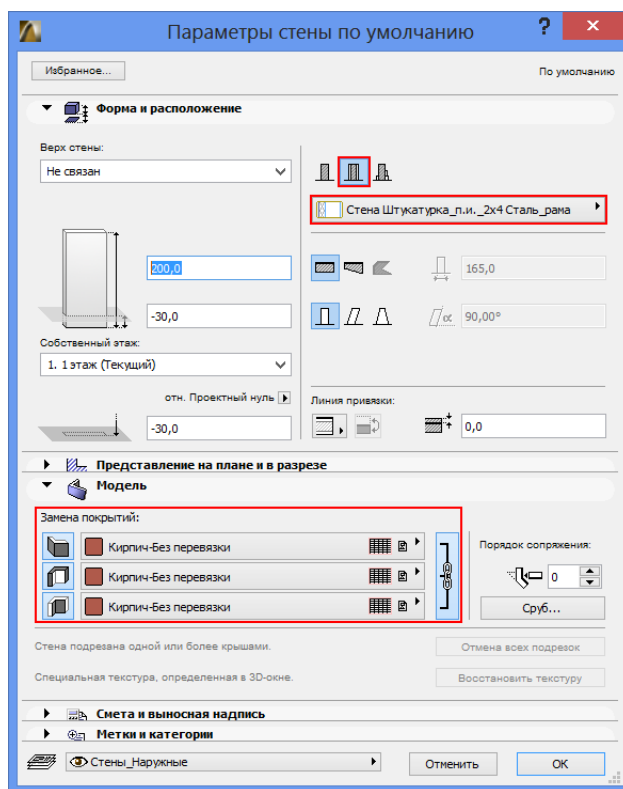 Параметры стены по умолчанию
?
×
Избранное...
По умолчанию
Форма и расположение
Верх стены:
Не связан
Стена Штукатурка_п.и._2х4 Сталь_рама
200,0
165,0
-30,0
α
90,00°
Собственный этаж:
1. 1 этаж (Текущий)
отн. Проектный нуль
Линия привязки:
-30,0
0,0
Представление на плане и в разрезе
Модель
Замена покрытий:
Кирпич-Без перевязки
Порядок сопряжения:
Кирпич-Без перевязки
0
Кирпич-Без перевязки
Сруб...
Стена подрезана одной или более крышами.
Отмена всех подрезок
Специальная текстура, определенная в 3D-окне.
Восстановить текстуру
Смета и выносная надпись
Метки и категории
Стены_Наружные
Отменить
ОК